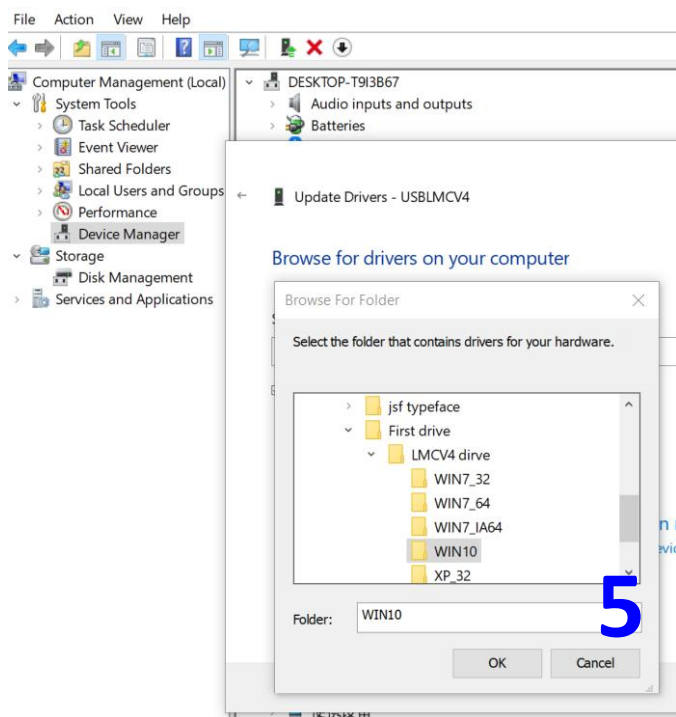 File Action View Help
Computer Management (Local)
System Tools
Task Scheduler
Event Viewer
Shared Folders
Local Users and Groups
Performance
Device Manager
Storage
Disk Management
Services and Applications
DESKTOP-T9I3B67
Audio inputs and outputs
Batteries
Update Drivers - USBLMCV4
Browse for drivers on your computer
Browse For Folder
Select the folder that contains drivers for your hardware.
jsf typeface
First drive
LMCV4 dirve
WIN7_32
WIN7_64
WIN7_IA64
WIN10
XP_32
Folder: WIN10
5
OK Cancel